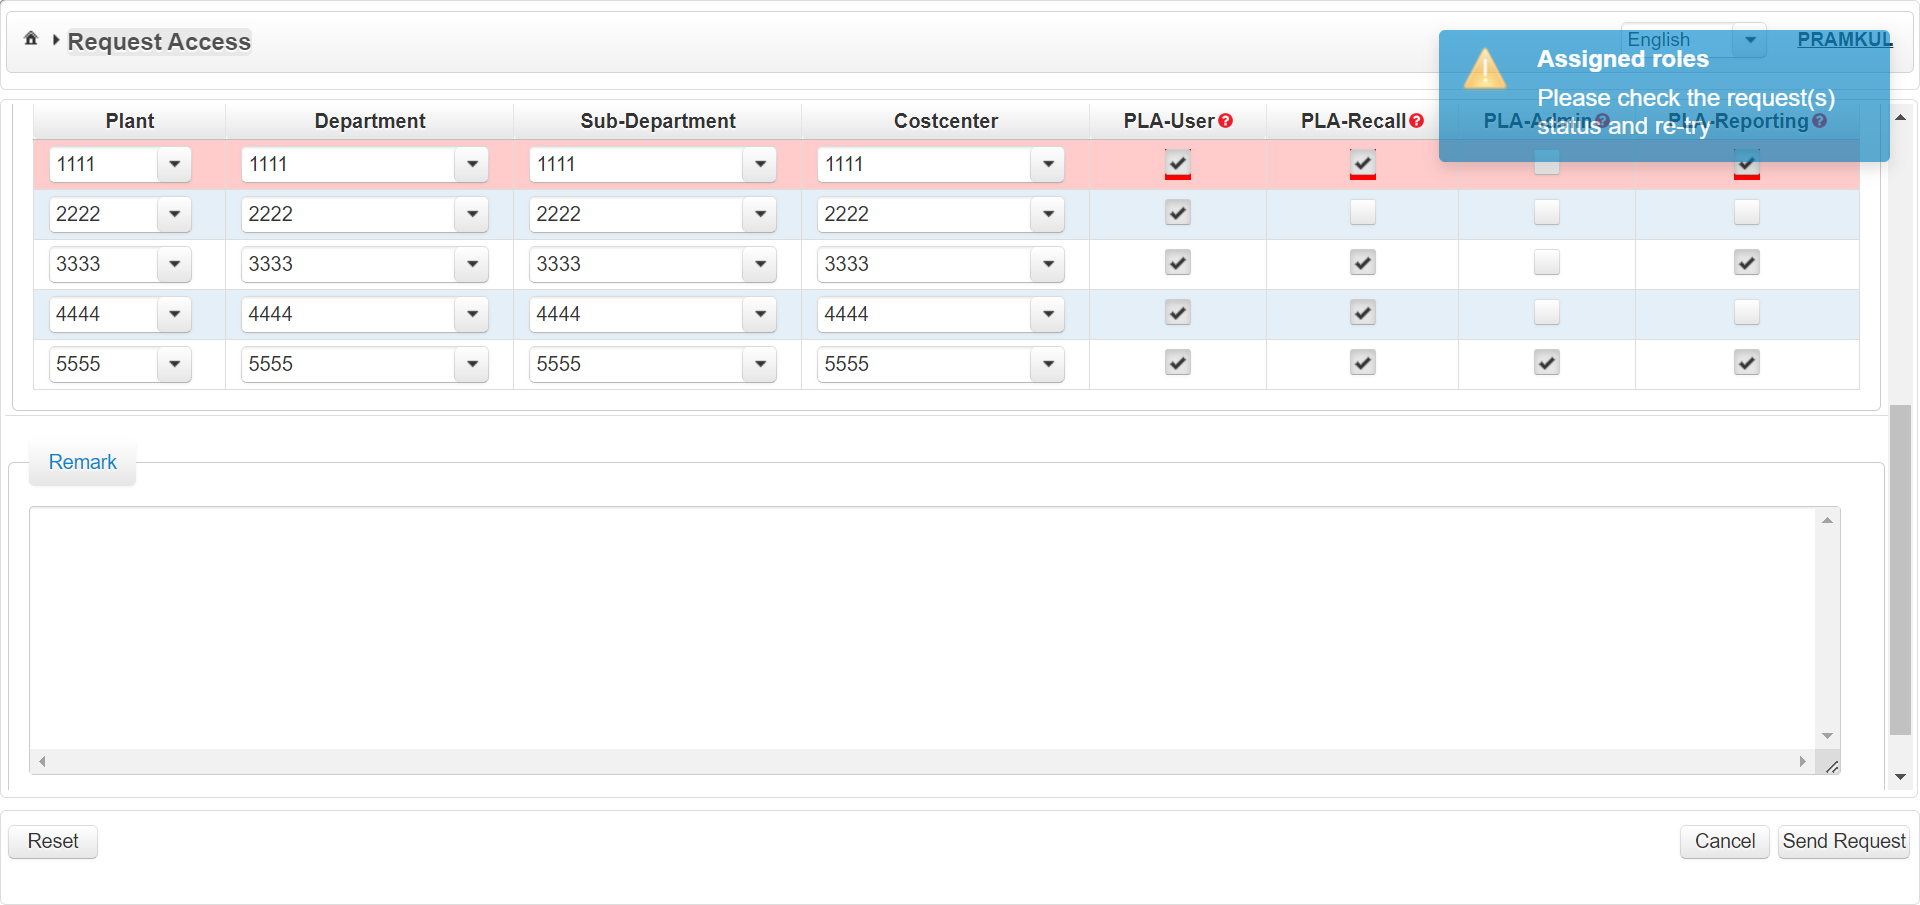 Request Access
English
PRAMKUL
Assigned roles
Please check the request(s)
status and re-try
Plant Department Sub-Department Costcenter PLA-User PLA-Recall PLA-Admin PLA-Reporting
1111 1111 1111 1111
2222 2222 2222 2222
3333 3333 3333 3333
4444 4444 4444 4444
5555 5555 5555 5555
Remark
Reset Cancel Send Request